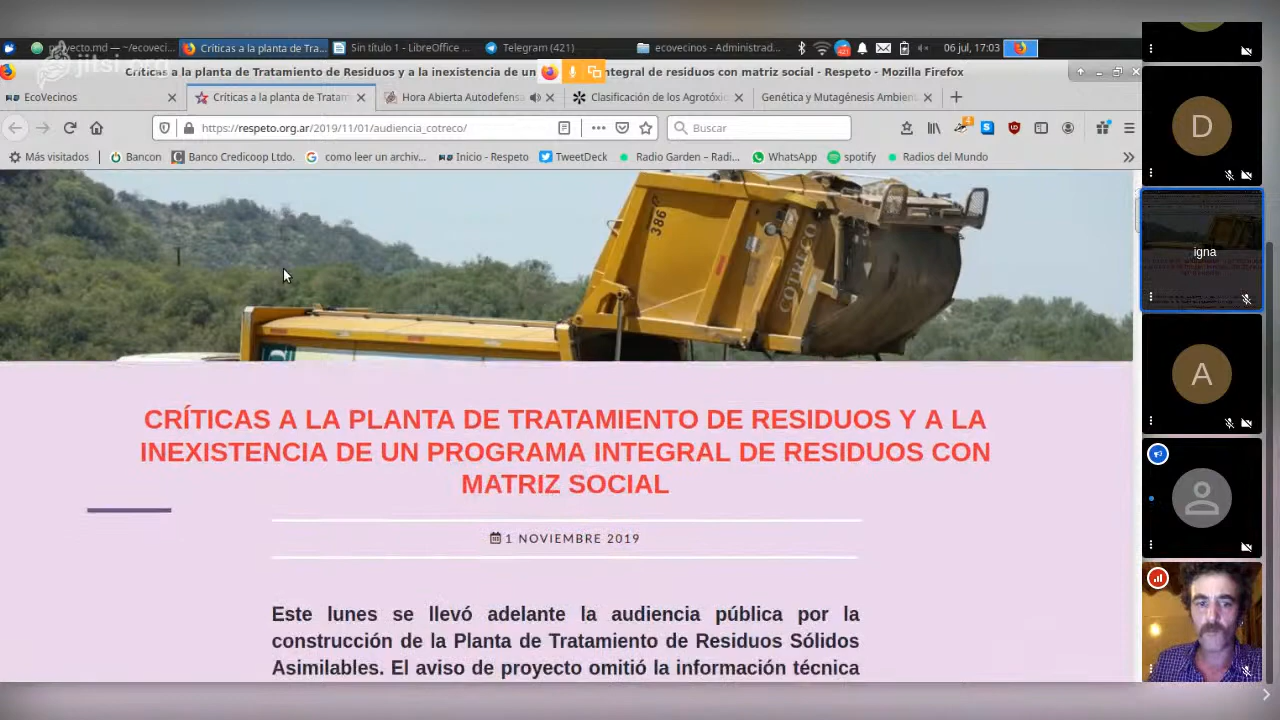 proyecto.md — ~/ecoveci...
Críticas a la planta de Tra...
Sin título 1 - LibreOffice ...
Telegram (421)
ecovecinos - Administrad...
421
06 jul, 17:03
jitsi.org
Críticas a la planta de Tratamiento de Residuos y a la inexistencia de un
integral de residuos con matriz social - Respeto - Mozilla Firefox
EcoVecinos
Críticas a la planta de Tratam
Hora Abierta Autodefensa
Clasificación de los Agrotóxic
Genética y Mutagénesis Ambien
https://respeto.org.ar/2019/11/01/audiencia_cotreco/
Buscar
4
Más visitados
Bancon
Banco Credicoop Ltdo.
como leer un archiv...
Inicio - Respeto
TweetDeck
Radio Garden – Radi...
WhatsApp
spotify
Radios del Mundo
386
COTRECO
CRÍTICAS A LA PLANTA DE TRATAMIENTO DE RESIDUOS Y A LA
INEXISTENCIA DE UN PROGRAMA INTEGRAL DE RESIDUOS CON
MATRIZ SOCIAL
1 NOVIEMBRE 2019
Este lunes se llevó adelante la audiencia pública por la
construcción de la Planta de Tratamiento de Residuos Sólidos
Asimilables. El aviso de proyecto omitió la información técnica
D
igna
A